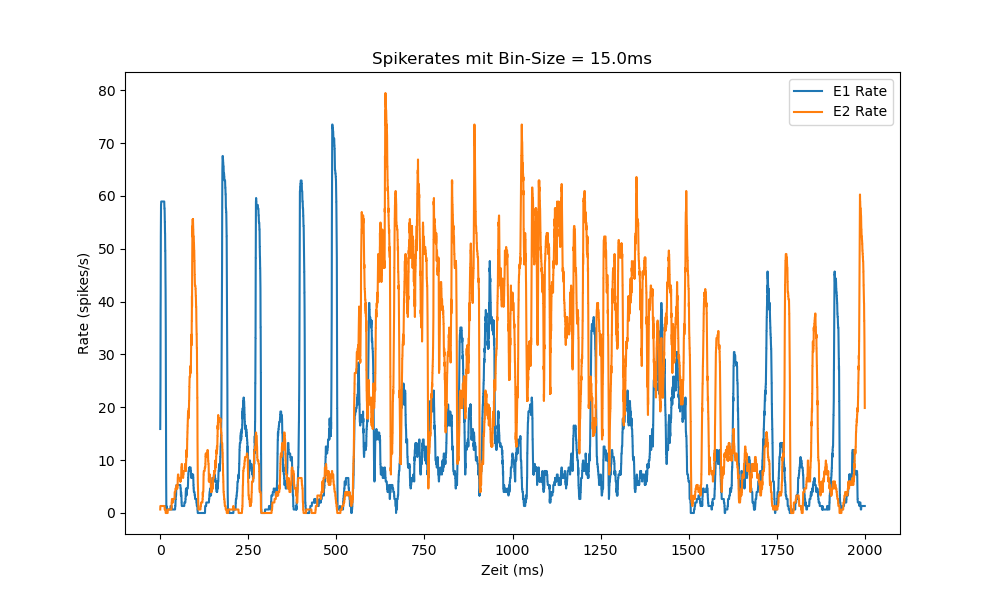 Spikerates mit Bin-Size = 15.0ms
E1 Rate
E2 Rate
80
70
60
50
40
30
20
10
0
Rate (spikes/s)
0 250 500 750 1000 1250 1500 1750 2000
Zeit (ms)